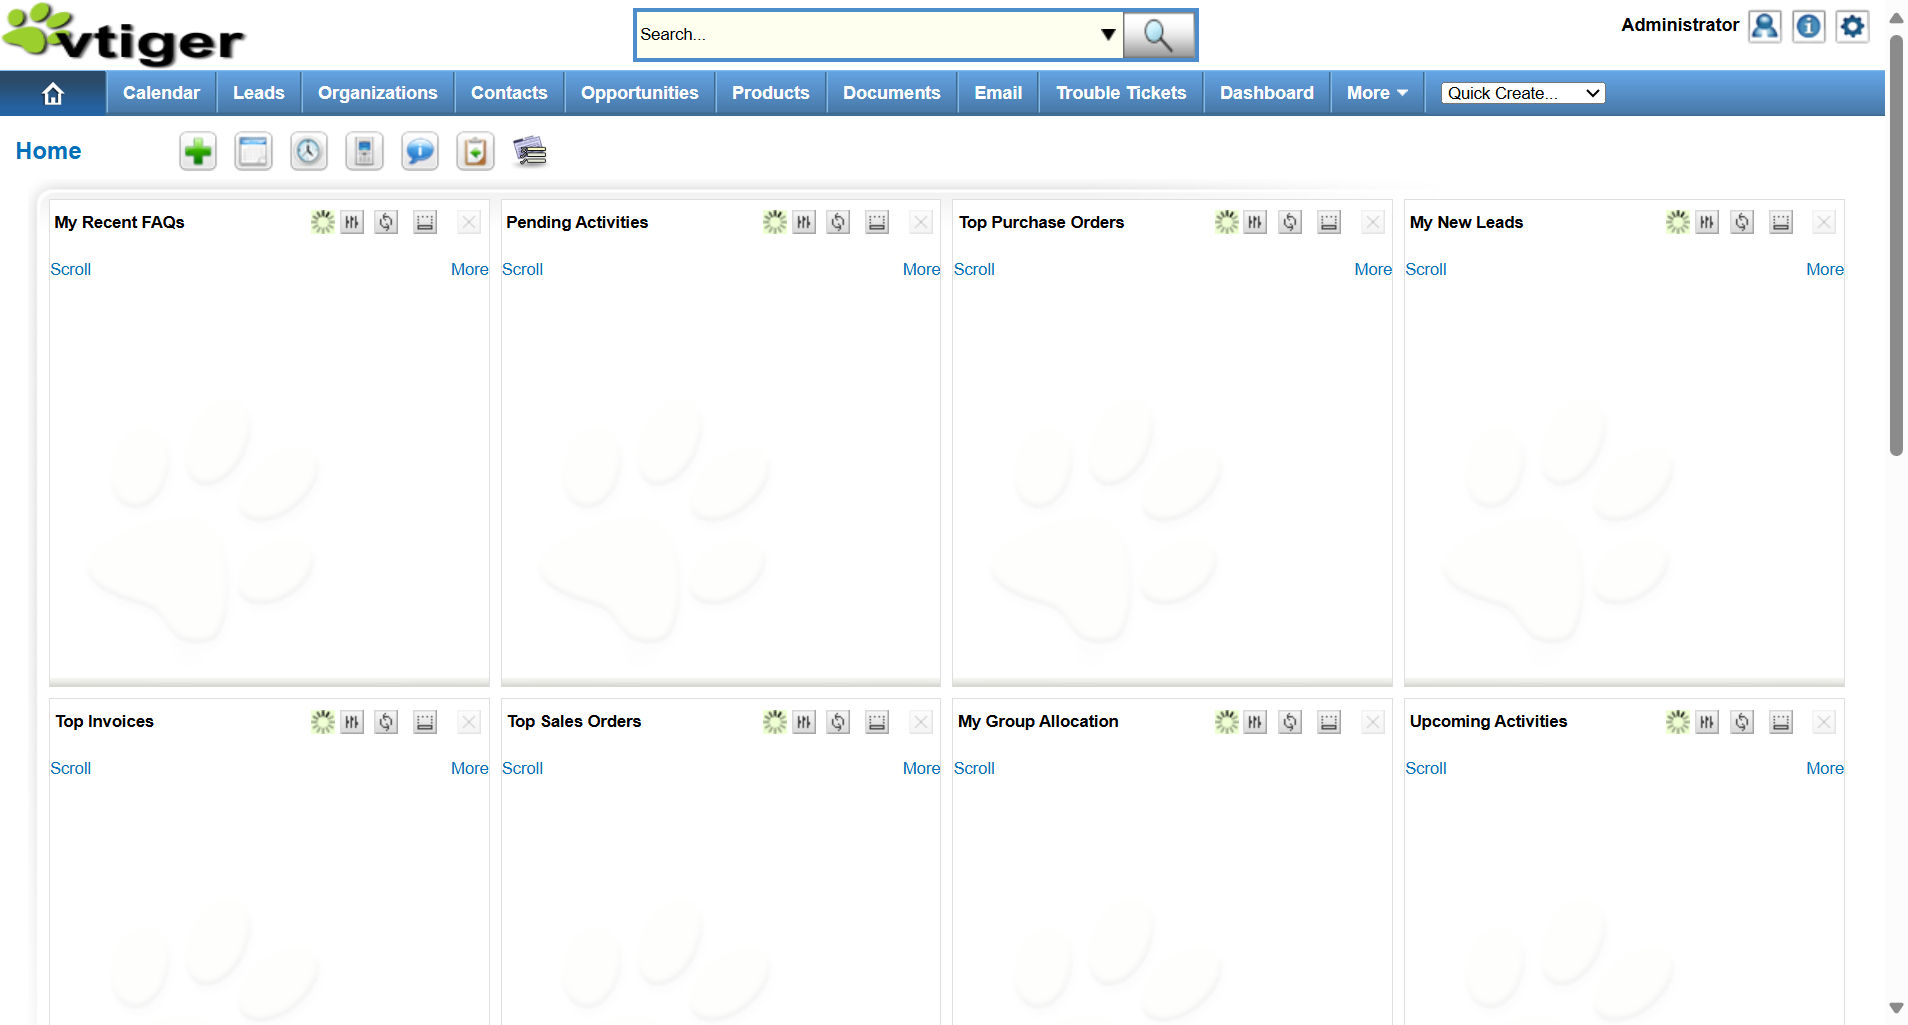 vtiger
Search...
Administrator
Calendar Leads Organizations Contacts Opportunities Products Documents Email Trouble Tickets Dashboard More Quick Create...
Home
My Recent FAQs Pending Activities Top Purchase Orders My New Leads
Scroll More Scroll More Scroll More Scroll More
Top Invoices Top Sales Orders My Group Allocation Upcoming Activities
Scroll More Scroll More Scroll More Scroll More